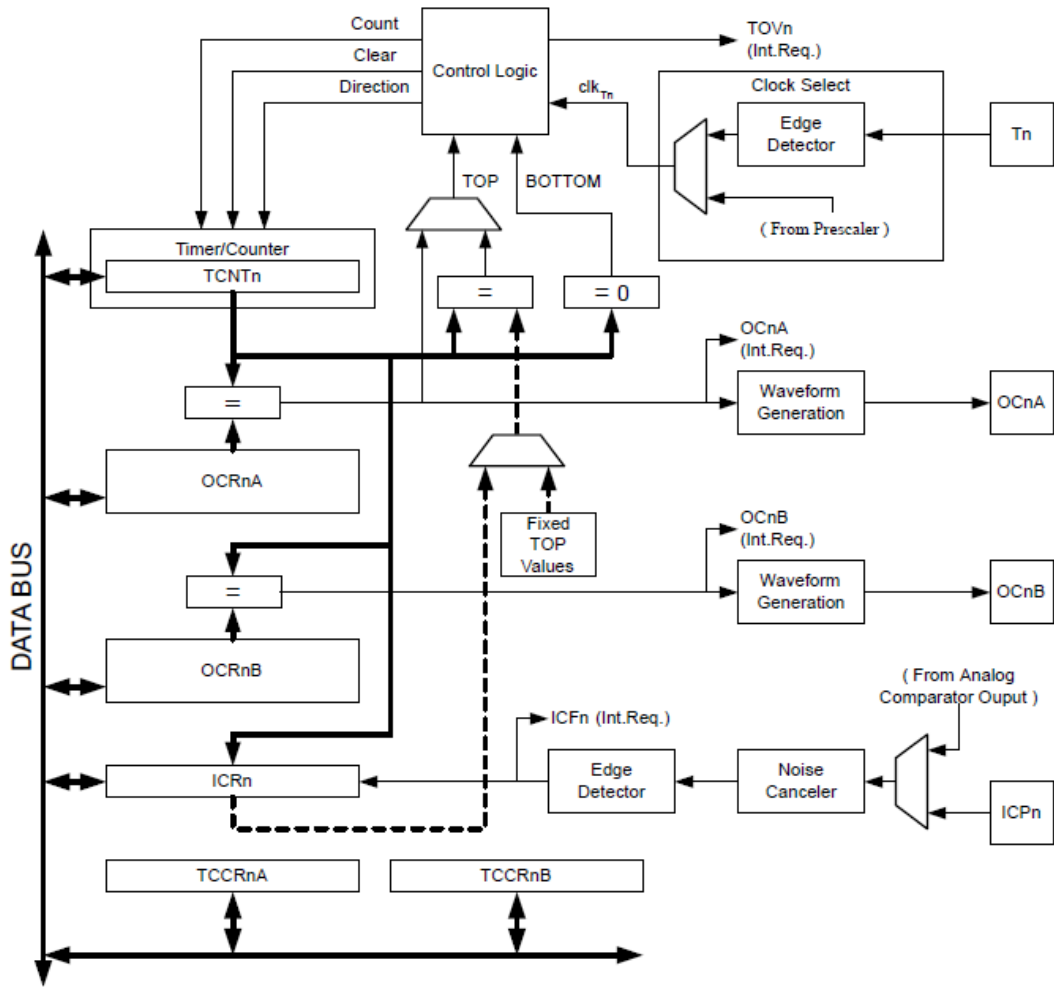 Count
TOVn
(Int.Req.)
Clear
Control Logic
Direction
clkTn
Clock Select
Edge
Detector
Tn
TOP
BOTTOM
( From Prescaler )
Timer/Counter
TCNTn
=
= 0
OCnA
(Int.Req.)
=
Waveform
Generation
OCnA
OCRnA
Fixed
TOP
Values
OCnB
(Int.Req.)
=
Waveform
Generation
OCnB
DATA BUS
OCRnB
( From Analog
Comparator Ouput )
ICFn (Int.Req.)
ICRn
Edge
Detector
Noise
Canceler
ICPn
TCCRnA
TCCRnB